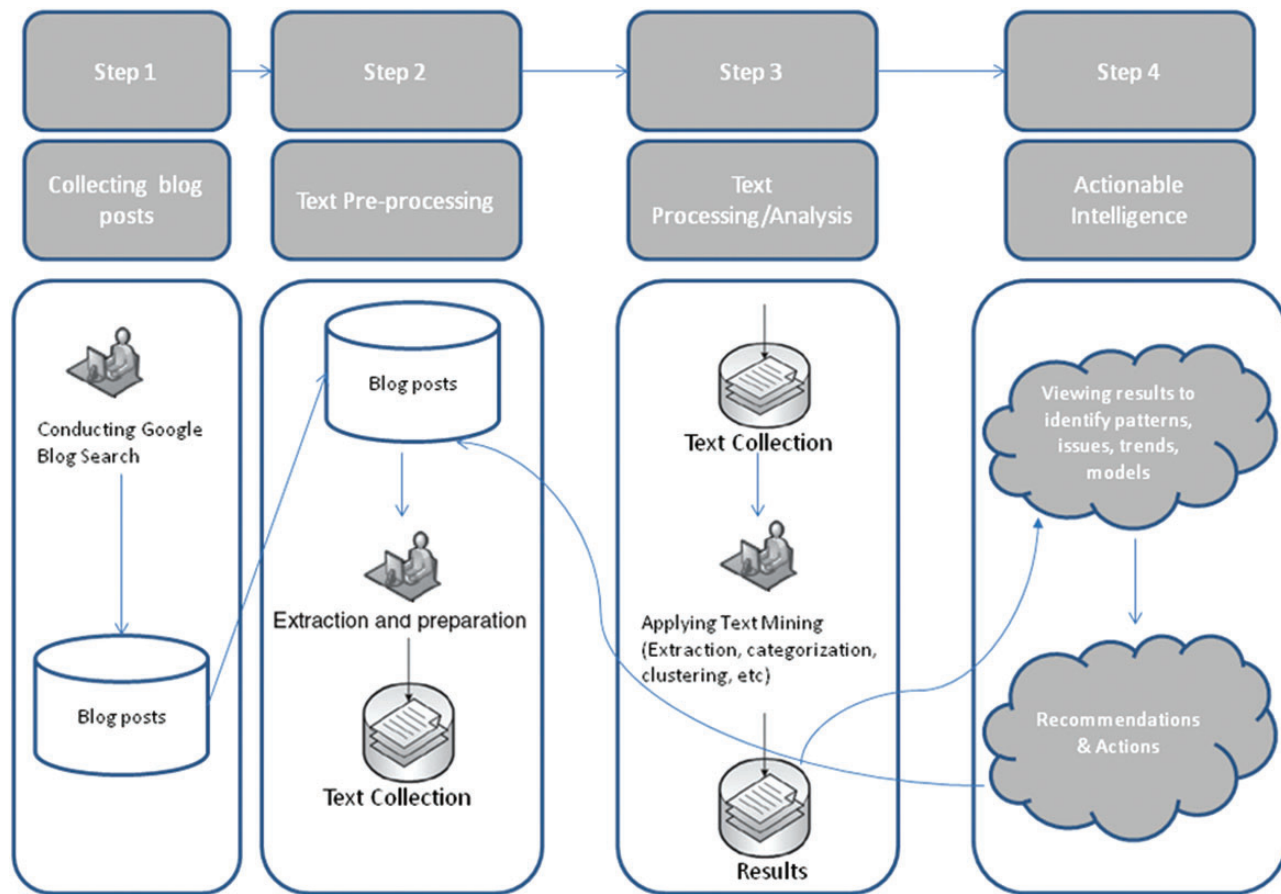 Step 1
Step 2
Step 3
Step 4
Collecting blog
posts
Text Pre-processing
Text
Processing/Analysis
Actionable
Intelligence
Conducting Google
Blog Search
Blog posts
Blog posts
Extraction and preparation
Text Collection
Text Collection
Applying Text Mining
(Extraction, categorization,
clustering, etc)
Results
Viewing results to
identify patterns,
issues, trends,
models
Recommendations
& Actions